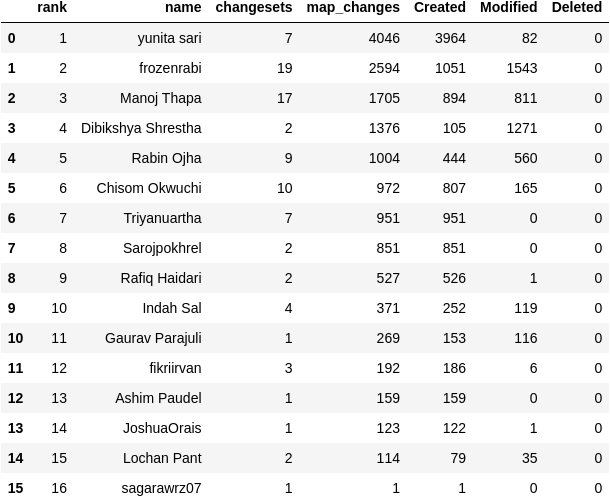 rank name changesets map_changes Created Modified Deleted
0 1 yunita sari 7 4046 3964 82 0
1 2 frozenrabi 19 2594 1051 1543 0
2 3 Manoj Thapa 17 1705 894 811 0
3 4 Dibikshya Shrestha 2 1376 105 1271 0
4 5 Rabin Ojha 9 1004 444 560 0
5 6 Chisom Okwuchi 10 972 807 165 0
6 7 Triyanuartha 7 951 951 0 0
7 8 Sarojpokhrel 2 851 851 0 0
8 9 Rafiq Haidari 2 527 526 1 0
9 10 Indah Sal 4 371 252 119 0
10 11 Gaurav Parajuli 1 269 153 116 0
11 12 fikriirvan 3 192 186 6 0
12 13 Ashim Paudel 1 159 159 0 0
13 14 JoshuaOrais 1 123 122 1 0
14 15 Lochan Pant 2 114 79 35 0
15 16 sagarawrz07 1 1 1 0 0